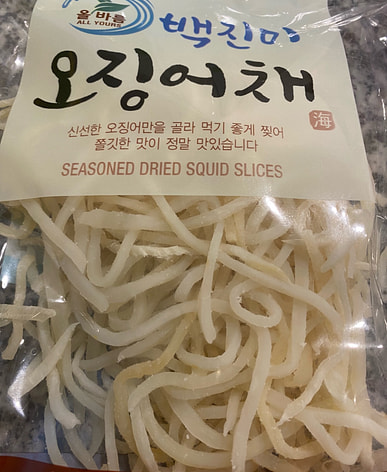 올바름
ALL YOURS
백진미
오징어채
신선한 오징어만을 골라 먹기 좋게 찢어
쫄깃한 맛이 정말 맛있습니다
海
SEASONED DRIED SQUID SLICES